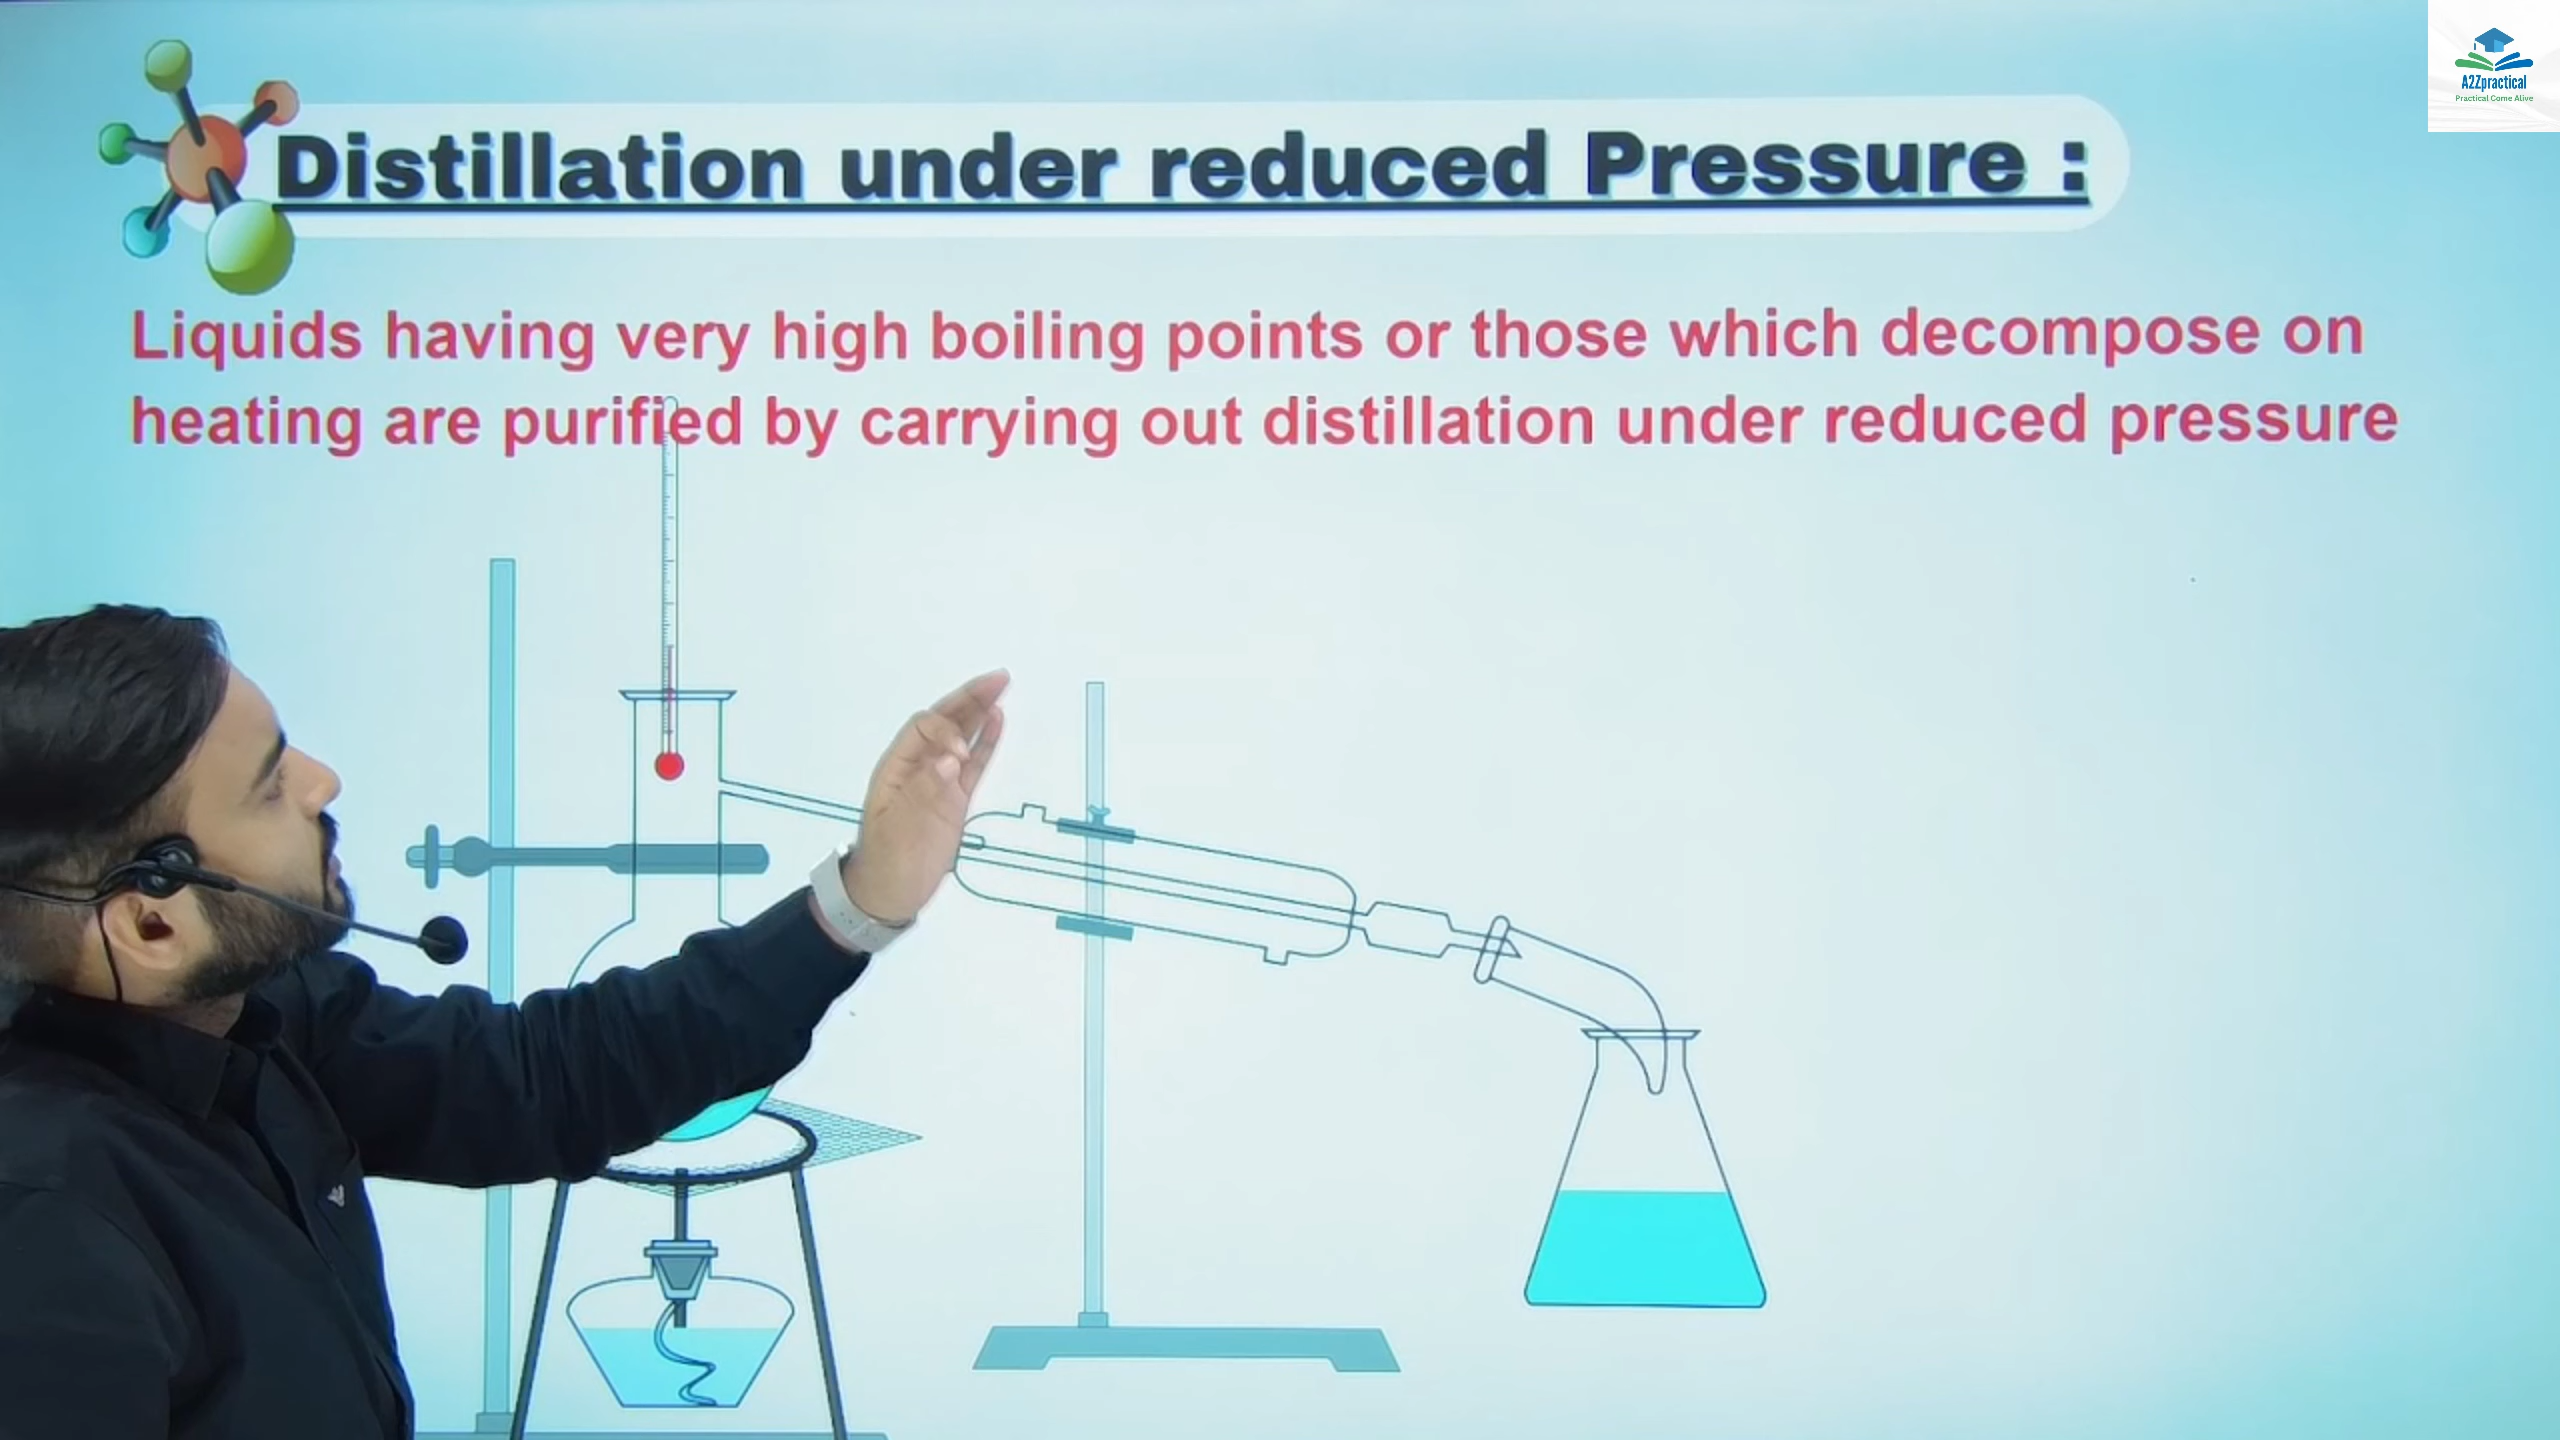 A2Zpractical
Practical Come Alive
Distillation under reduced Pressure :
Liquids having very high boiling points or those which decompose on
heating are purified by carrying out distillation under reduced pressure